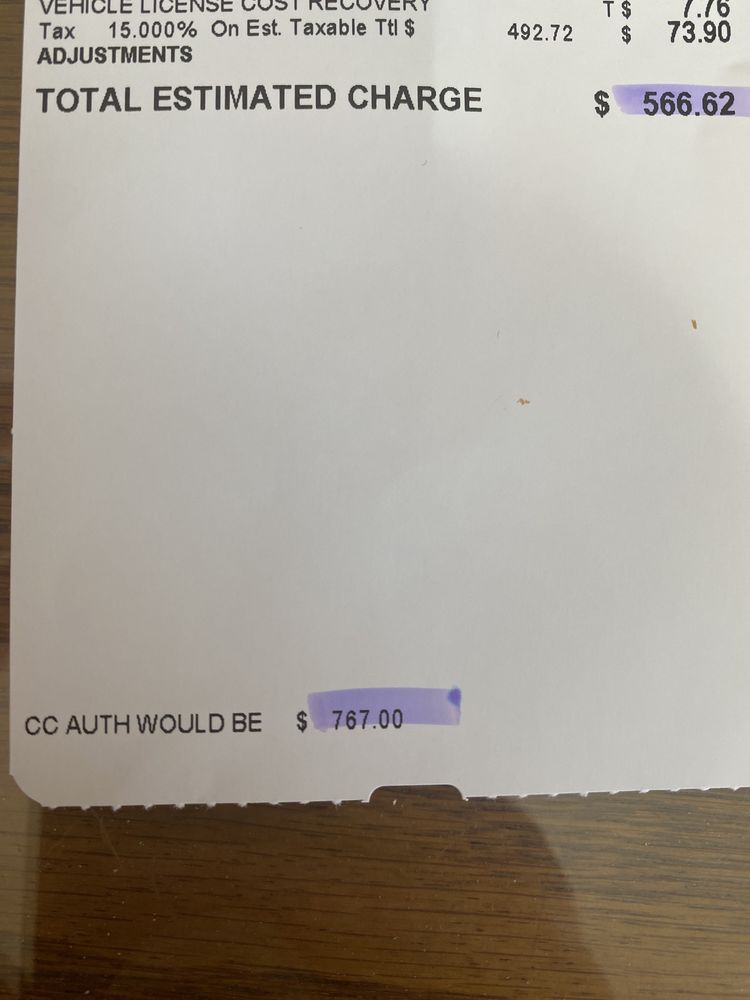 VEHICLE LICENSE COST RECOVERY T $ 7.76
Tax 15.000% On Est. Taxable Ttl $ 492.72 $ 73.90
ADJUSTMENTS
TOTAL ESTIMATED CHARGE $ 566.62
CC AUTH WOULD BE $ 767.00